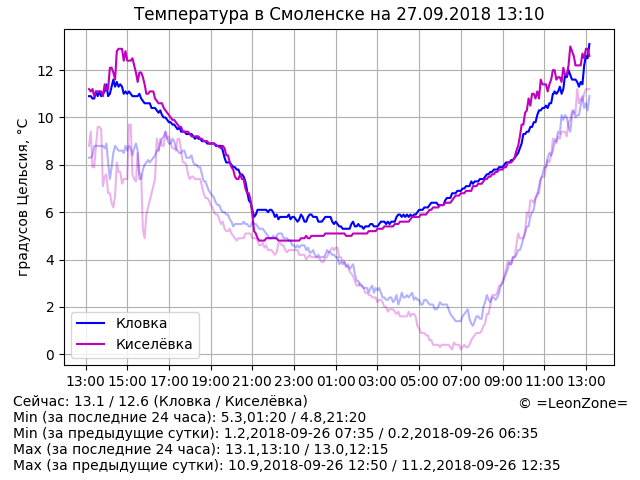 Температура в Смоленске на 27.09.2018 13:10
градусов Цельсия, °C
12
10
8
6
4
2
0
Кловка
Киселёвка
13:00 15:00 17:00 19:00 21:00 23:00 01:00 03:00 05:00 07:00 09:00 11:00 13:00
Сейчас: 13.1 / 12.6 (Кловка / Киселёвка)
© =LeonZone=
Min (за последние 24 часа): 5.3,01:20 / 4.8,21:20
Min (за предыдущие сутки): 1.2,2018-09-26 07:35 / 0.2,2018-09-26 06:35
Max (за последние 24 часа): 13.1,13:10 / 13.0,12:15
Max (за предыдущие сутки): 10.9,2018-09-26 12:50 / 11.2,2018-09-26 12:35